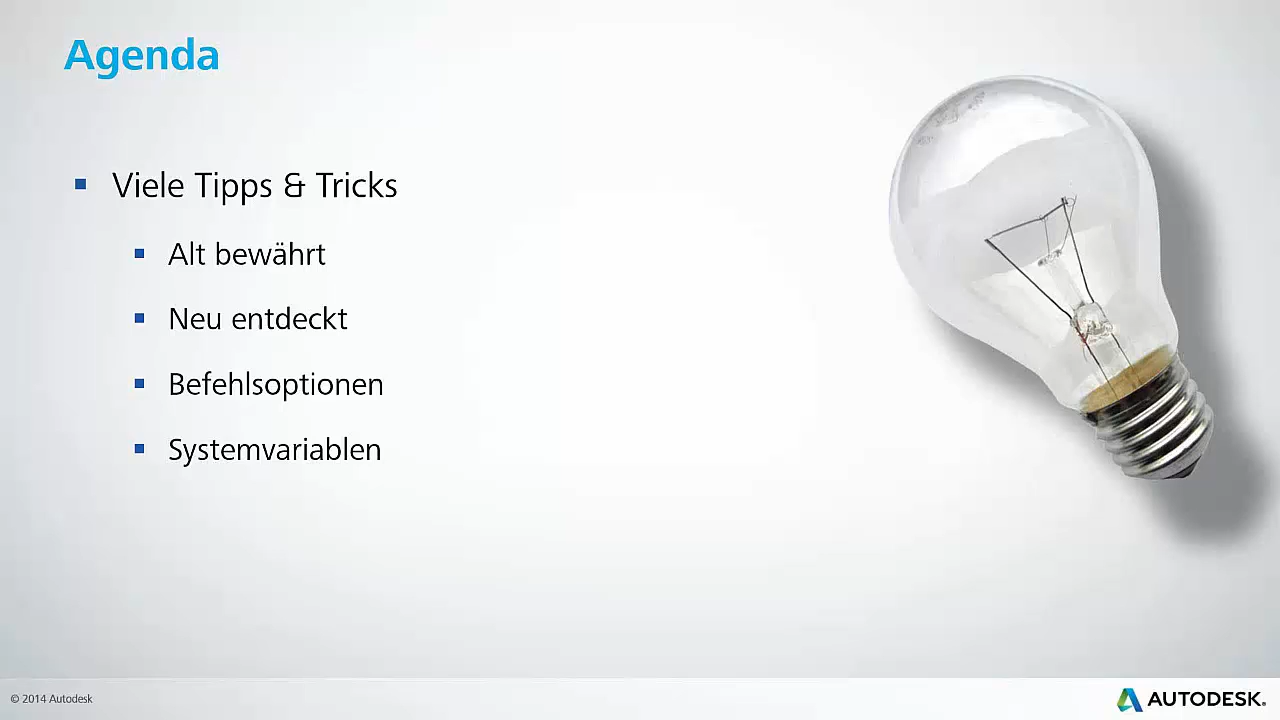 Agenda
Viele Tipps & Tricks
Alt bewährt
Neu entdeckt
Befehlsoptionen
Systemvariablen
© 2014 Autodesk
AUTODESK.